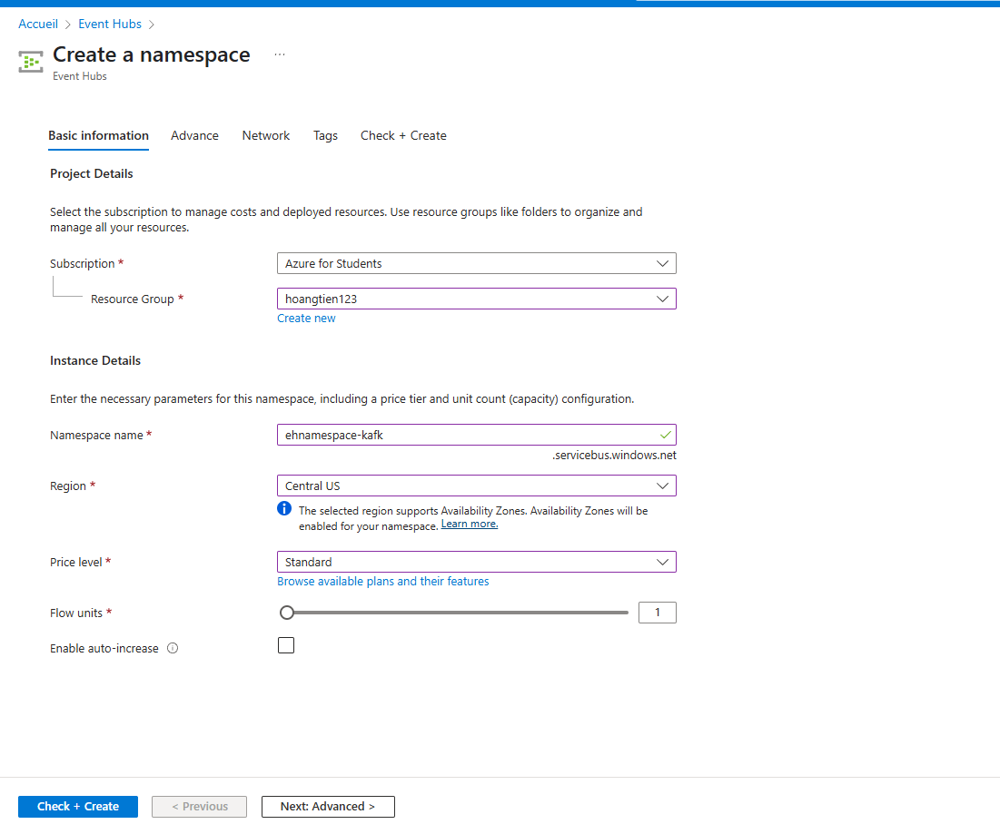 Accueil > Event Hubs >
Create a namespace ...
Event Hubs
Basic information Advance Network Tags Check + Create
Project Details
Select the subscription to manage costs and deployed resources. Use resource groups like folders to organize and
manage all your resources.
Subscription * Azure for Students
Resource Group * hoangtien123
Create new
Instance Details
Enter the necessary parameters for this namespace, including a price tier and unit count (capacity) configuration.
Namespace name * ehnamespace-kafk
.servicebus.windows.net
Region * Central US
The selected region supports Availability Zones. Availability Zones will be
enabled for your namespace. Learn more.
Price level * Standard
Browse available plans and their features
Flow units * 1
Enable auto-increase
Check + Create < Previous Next: Advanced >